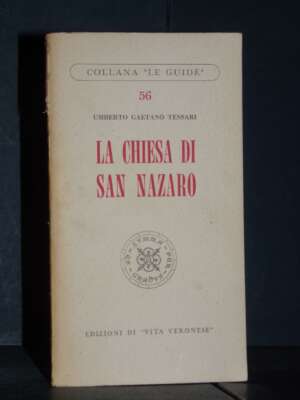 COLLANA "LE GUIDE"
56
UMBERTO GAETANO TESSARI
LA CHIESA DI
SAN NAZARO
EDIZIONI DI "VITA VERONESE"